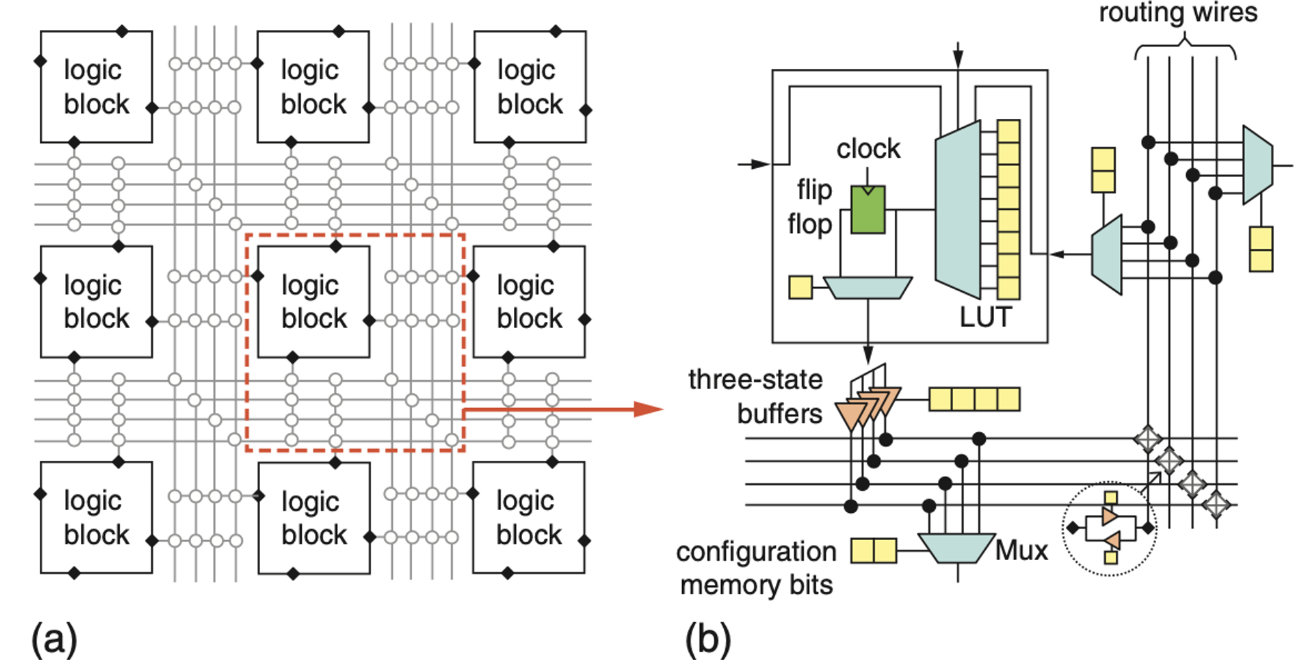 logic
block
logic
block
logic
block
logic
block
logic
block
logic
block
logic
block
logic
block
logic
block
(a)
routing wires
clock
flip
flop
LUT
three-state
buffers
configuration
memory bits
Mux
(b)